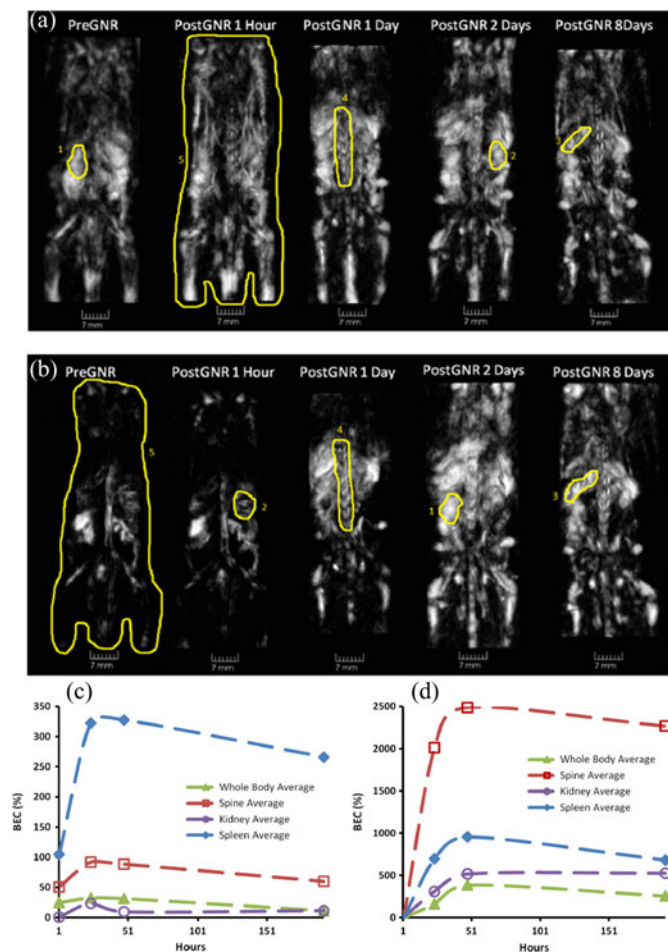 (a)
PreGNR PostGNR 1 Hour PostGNR 1 Day PostGNR 2 Days PostGNR 8Days
4
1
2
3
5
7 mm 7 mm 7 mm 7 mm 7 mm
(b)
PreGNR PostGNR 1 Hour PostGNR 1 Day PostGNR 2 Days PostGNR 8 Days
4
5
3
2
1
7 mm 7 mm 7 mm 7 mm 7 mm
(c)
350
300
250
200
150
100
50
0
BEC (%)
Whole Body Average
Spine Average
Kidney Average
Spleen Average
1 51 101 151
Hours
(d)
2500
2000
1500
1000
500
0
BEC (%)
Whole Body Average
Spine Average
Kidney Average
Spleen Average
1 51 101 151
Hours